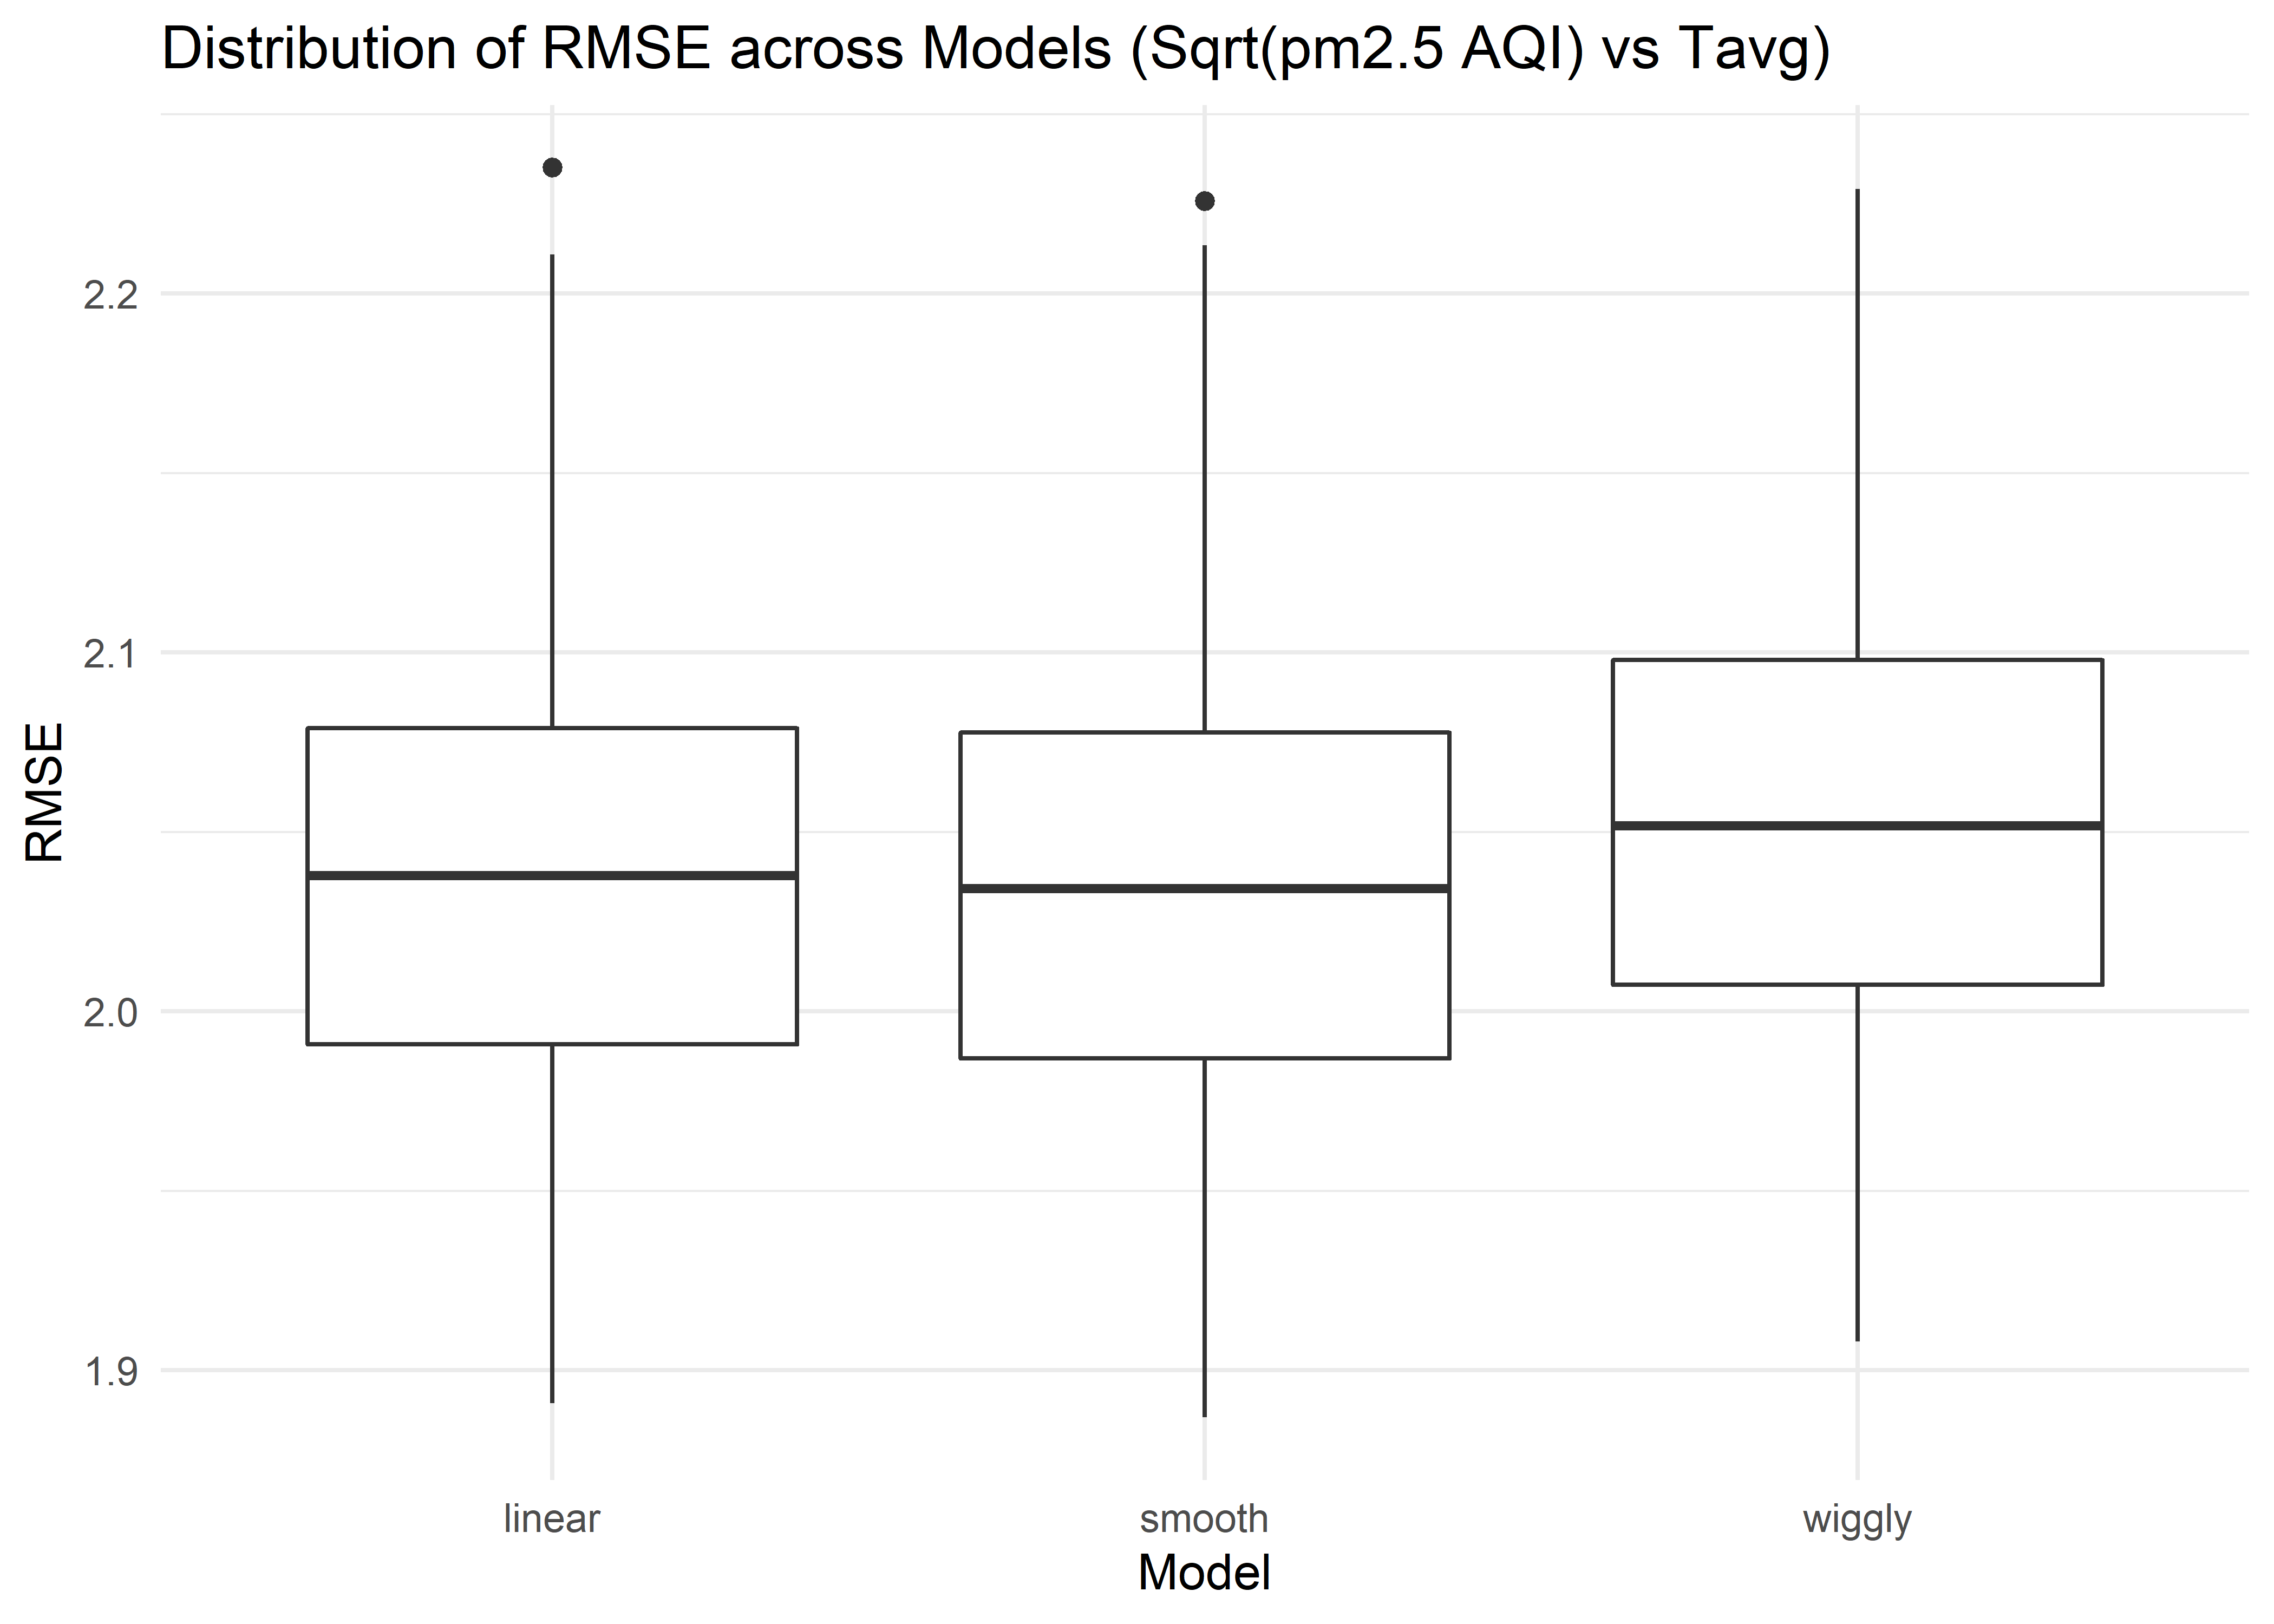 Distribution of RMSE across Models (Sqrt(pm2.5 AQI) vs Tavg)
RMSE
2.2
2.1
2.0
1.9
linear
smooth
wiggly
Model